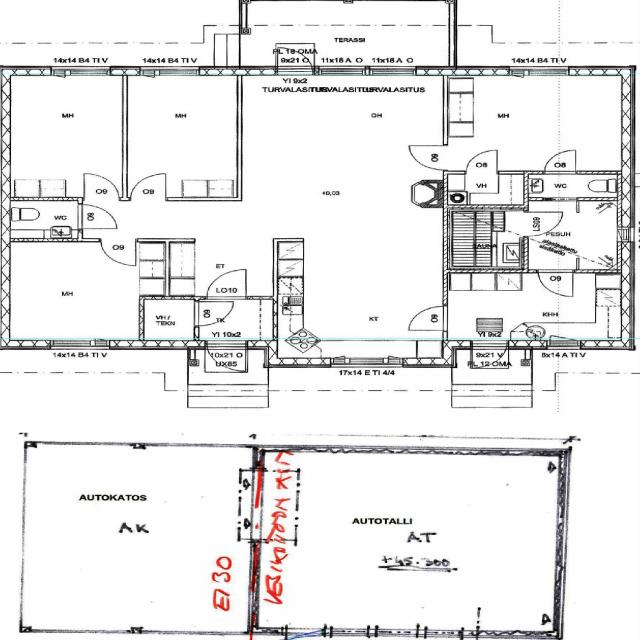 TERASSI
PL 18 OMA
14x14 B4 TI V
14x14 B4 TI V
9x21 O
11x18 A O
11x18 A O
14x14 B4 TI V
YI 9x2
TURVALASITUS
TURVALASITUS
TURVALASITUS
MH
MH
OH
MH
O9
O8
O8
O9
O9
VH
WC
+0,03
WC
O9
LS09
PESUH
SAUNA
O9
ET
LO10
O9
MH
VH /
TEKN
O9
TK
KT
O9
KHH
YI 10x2
YI 9x2
14x14 B4 TI V
10x21 O
UX85
17x14 E TI 4/4
9x21 V
PL 12 OMA
8x14 A TI V
AUTOKATOS
AK
AUTOTALLI
AT
+45.300
EI 30